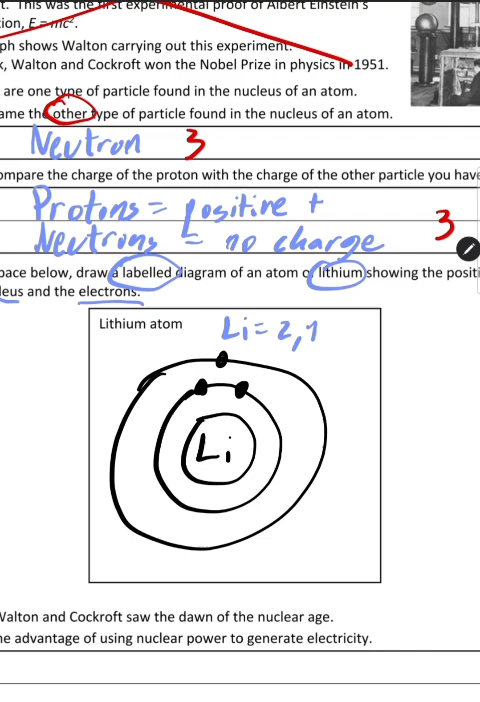 t. This was the first experimental proof of Albert Einstein's
ion, E = mc².
ph shows Walton carrying out this experiment.
k, Walton and Cockroft won the Nobel Prize in physics in 1951.
are one type of particle found in the nucleus of an atom.
ame the other type of particle found in the nucleus of an atom.
Neutron 3
ompare the charge of the proton with the charge of the other particle you have
Protons = positive +
Neutrons = no charge 3
pace below, draw a labelled diagram of an atom of lithium showing the positi
leus and the electrons.
Lithium atom Li = 2,1
Li
Walton and Cockroft saw the dawn of the nuclear age.
ne advantage of using nuclear power to generate electricity.